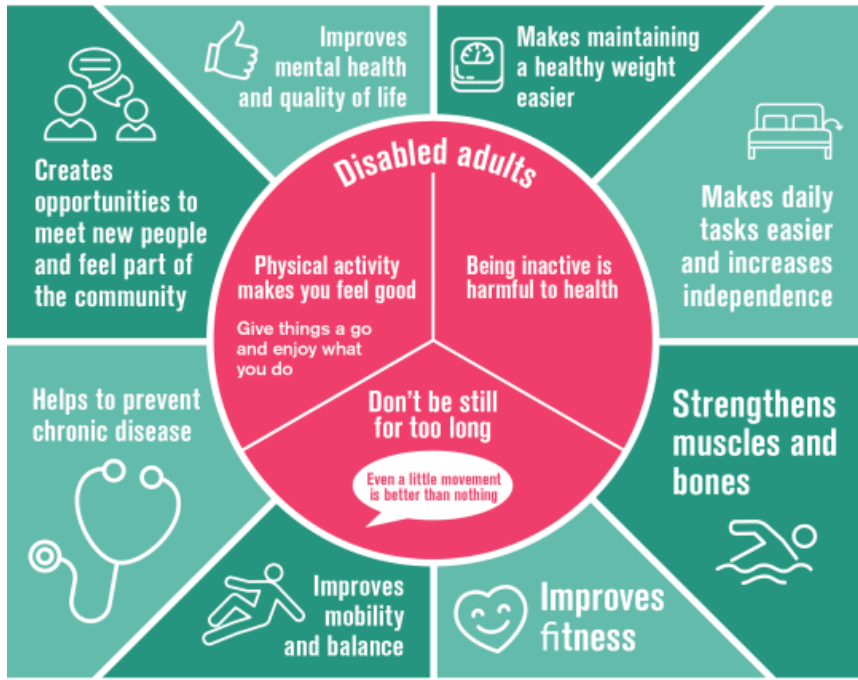 Disabled adults
Physical activity
makes you feel good
Give things a go
and enjoy what
you do
Being inactive is
harmful to health
Don't be still
for too long
Even a little movement
is better than nothing
Improves
mental health
and quality of life
Makes maintaining
a healthy weight
easier
Makes daily
tasks easier
and increases
independence
Strengthens
muscles and
bones
Improves
fitness
Improves
mobility
and balance
Helps to prevent
chronic disease
Creates
opportunities to
meet new people
and feel part of
the community